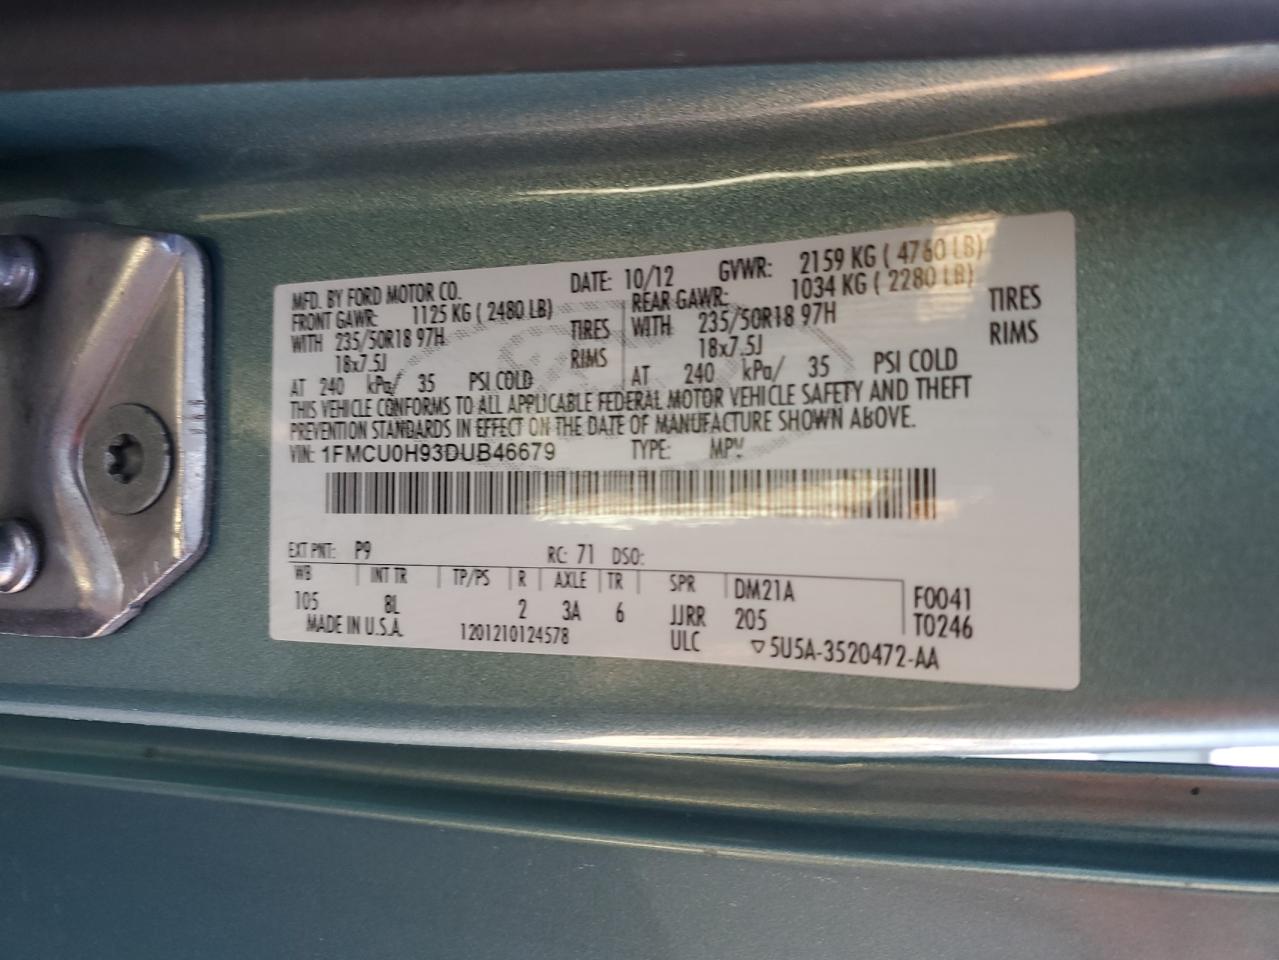 MFD. BY FORD MOTOR CO. DATE: 10/12 GVWR: 2159 KG ( 4760 LB)
FRONT GAWR: 1125 KG ( 2480 LB) REAR GAWR: 1034 KG ( 2280 LB)
WITH 235/50R18 97H TIRES WITH 235/50R18 97H TIRES
18x7.5J RIMS 18x7.5J RIMS
AT 240 kPa/ 35 PSI COLD AT 240 kPa/ 35 PSI COLD
THIS VEHICLE CONFORMS TO ALL APPLICABLE FEDERAL MOTOR VEHICLE SAFETY AND THEFT
PREVENTION STANDARDS IN EFFECT ON THE DATE OF MANUFACTURE SHOWN ABOVE.
VIN: 1FMCU0H93DUB46679 TYPE: MPV
EXT PNT: P9 RC: 71 DSO:
WB INT TR TP/PS R AXLE TR SPR DM21A F0041
105 8L 2 3A 6 JJRR 205 T0246
MADE IN U.S.A. 1201210124578 ULC ▽5U5A-3520472-AA